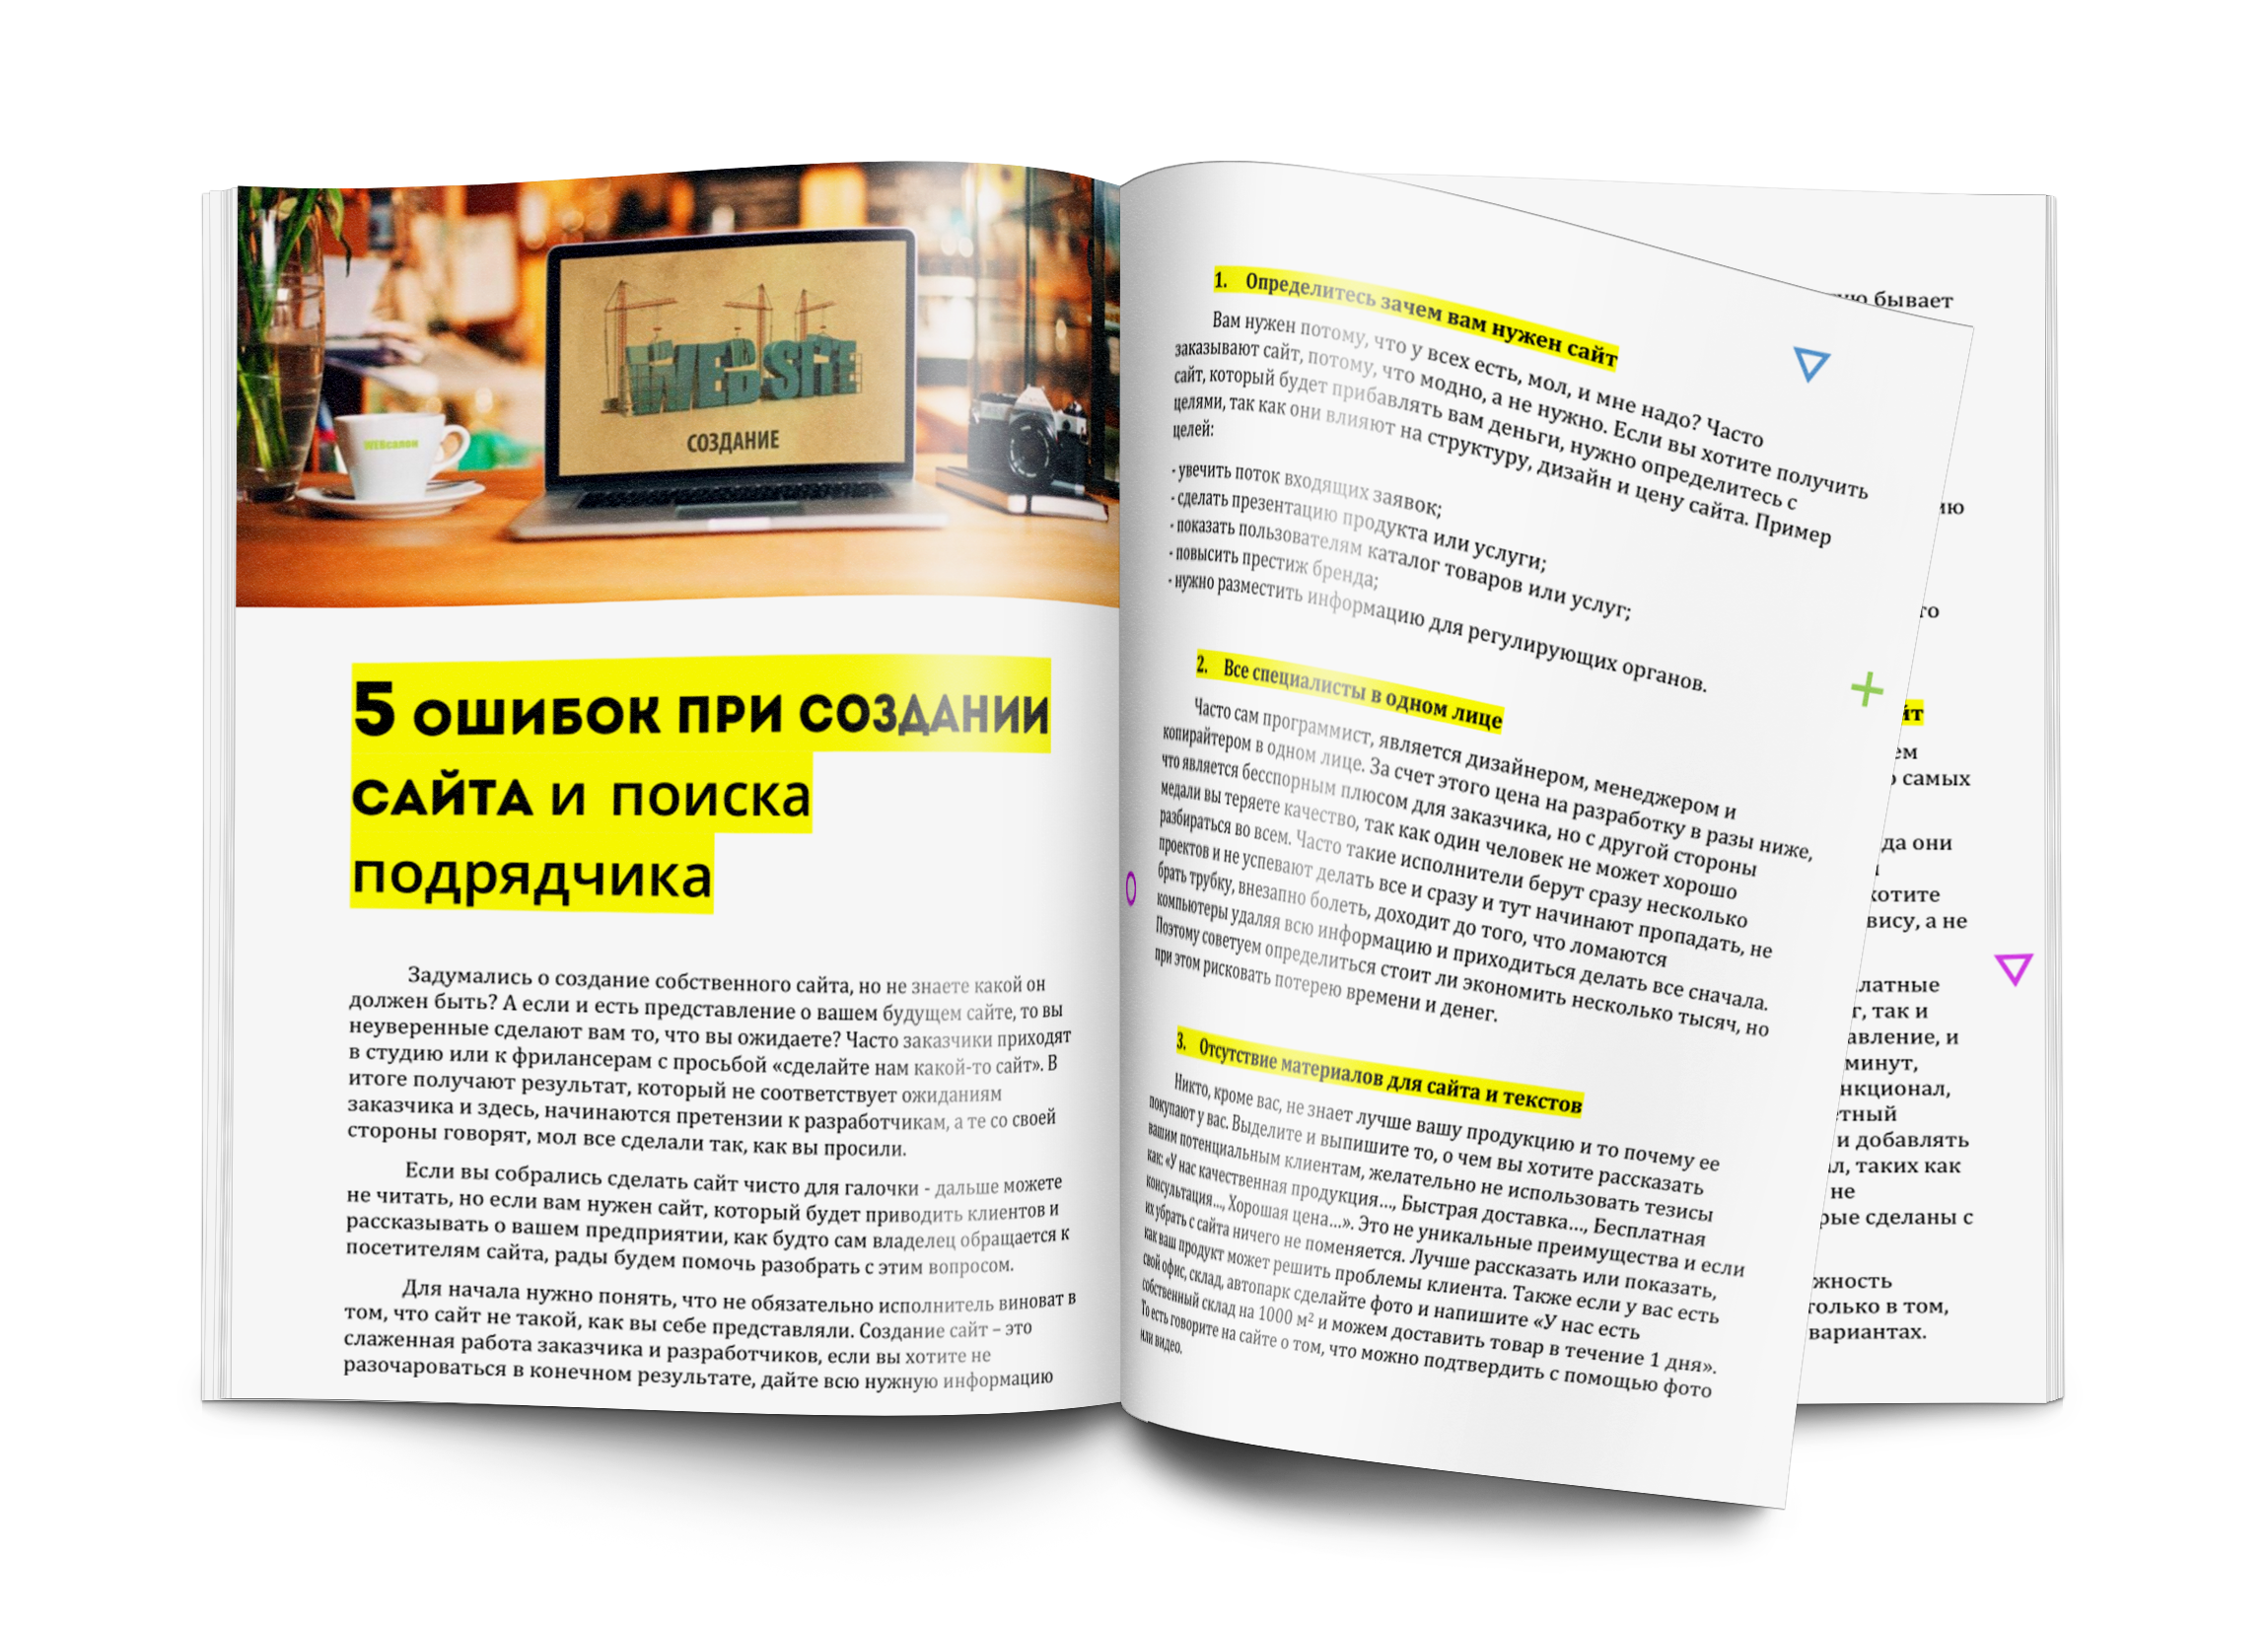 WEBсалон
WEB SITE
СОЗДАНИЕ
5 ОШИБОК ПРИ СОЗДАНИИ
САЙТА и поиска
подрядчика
Задумались о создание собственного сайта, но не знаете какой он
должен быть? А если и есть представление о вашем будущем сайте, то вы
неуверенные сделают вам то, что вы ожидаете? Часто заказчики приходят
в студию или к фрилансерам с просьбой «сделайте нам какой-то сайт». В
итоге получают результат, который не соответствует ожиданиям
заказчика и здесь, начинаются претензии к разработчикам, а те со своей
стороны говорят, мол все сделали так, как вы просили.
Если вы собрались сделать сайт чисто для галочки - дальше можете
не читать, но если вам нужен сайт, который будет приводить клиентов и
рассказывать о вашем предприятии, как будто сам владелец обращается к
посетителям сайта, рады будем помочь разобрать с этим вопросом.
Для начала нужно понять, что не обязательно исполнитель виноват в
том, что сайт не такой, как вы себе представляли. Создание сайт – это
слаженная работа заказчика и разработчиков, если вы хотите не
разочароваться в конечном результате, дайте всю нужную информацию
1. Определитесь зачем вам нужен сайт
Вам нужен потому, что у всех есть, мол, и мне надо? Часто
заказывают сайт, потому, что модно, а не нужно. Если вы хотите получить
сайт, который будет прибавлять вам деньги, нужно определитесь с
целями, так как они влияют на структуру, дизайн и цену сайта. Пример
целей:
- увечить поток входящих заявок;
- сделать презентацию продукта или услуги;
- показать пользователям каталог товаров или услуг;
- повысить престиж бренда;
- нужно разместить информацию для регулирующих органов.
2. Все специалисты в одном лице
Часто сам программист, является дизайнером, менеджером и
копирайтером в одном лице. За счет этого цена на разработку в разы ниже,
что является бесспорным плюсом для заказчика, но с другой стороны
медали вы теряете качество, так как один человек не может хорошо
разбираться во всем. Часто такие исполнители берут сразу несколько
проектов и не успевают делать все и сразу и тут начинают пропадать, не
брать трубку, внезапно болеть, доходит до того, что ломаются
компьютеры удаляя всю информацию и приходиться делать все сначала.
Поэтому советуем определиться стоит ли экономить несколько тысяч, но
при этом рисковать потерею времени и денег.
3. Отсутствие материалов для сайта и текстов
Никто, кроме вас, не знает лучше вашу продукцию и то почему ее
покупают у вас. Выделите и выпишите то, о чем вы хотите рассказать
вашим потенциальным клиентам, желательно не использовать тезисы
как: «У нас качественная продукция..., Быстрая доставка..., Бесплатная
консультация..., Хорошая цена...». Это не уникальные преимущества и если
их убрать с сайта ничего не поменяется. Лучше рассказать или показать,
как ваш продукт может решить проблемы клиента. Также если у вас есть
свой офис, склад, автопарк сделайте фото и напишите «У нас есть
собственный склад на 1000 м² и можем доставить товар в течение 1 дня».
То есть говорите на сайте о том, что можно подтвердить с помощью фото
или видео.
бывает
самых
они
а не
так и
и
минут,
и добавлять
таких как
не
сделаны с
только в том,
вариантах.